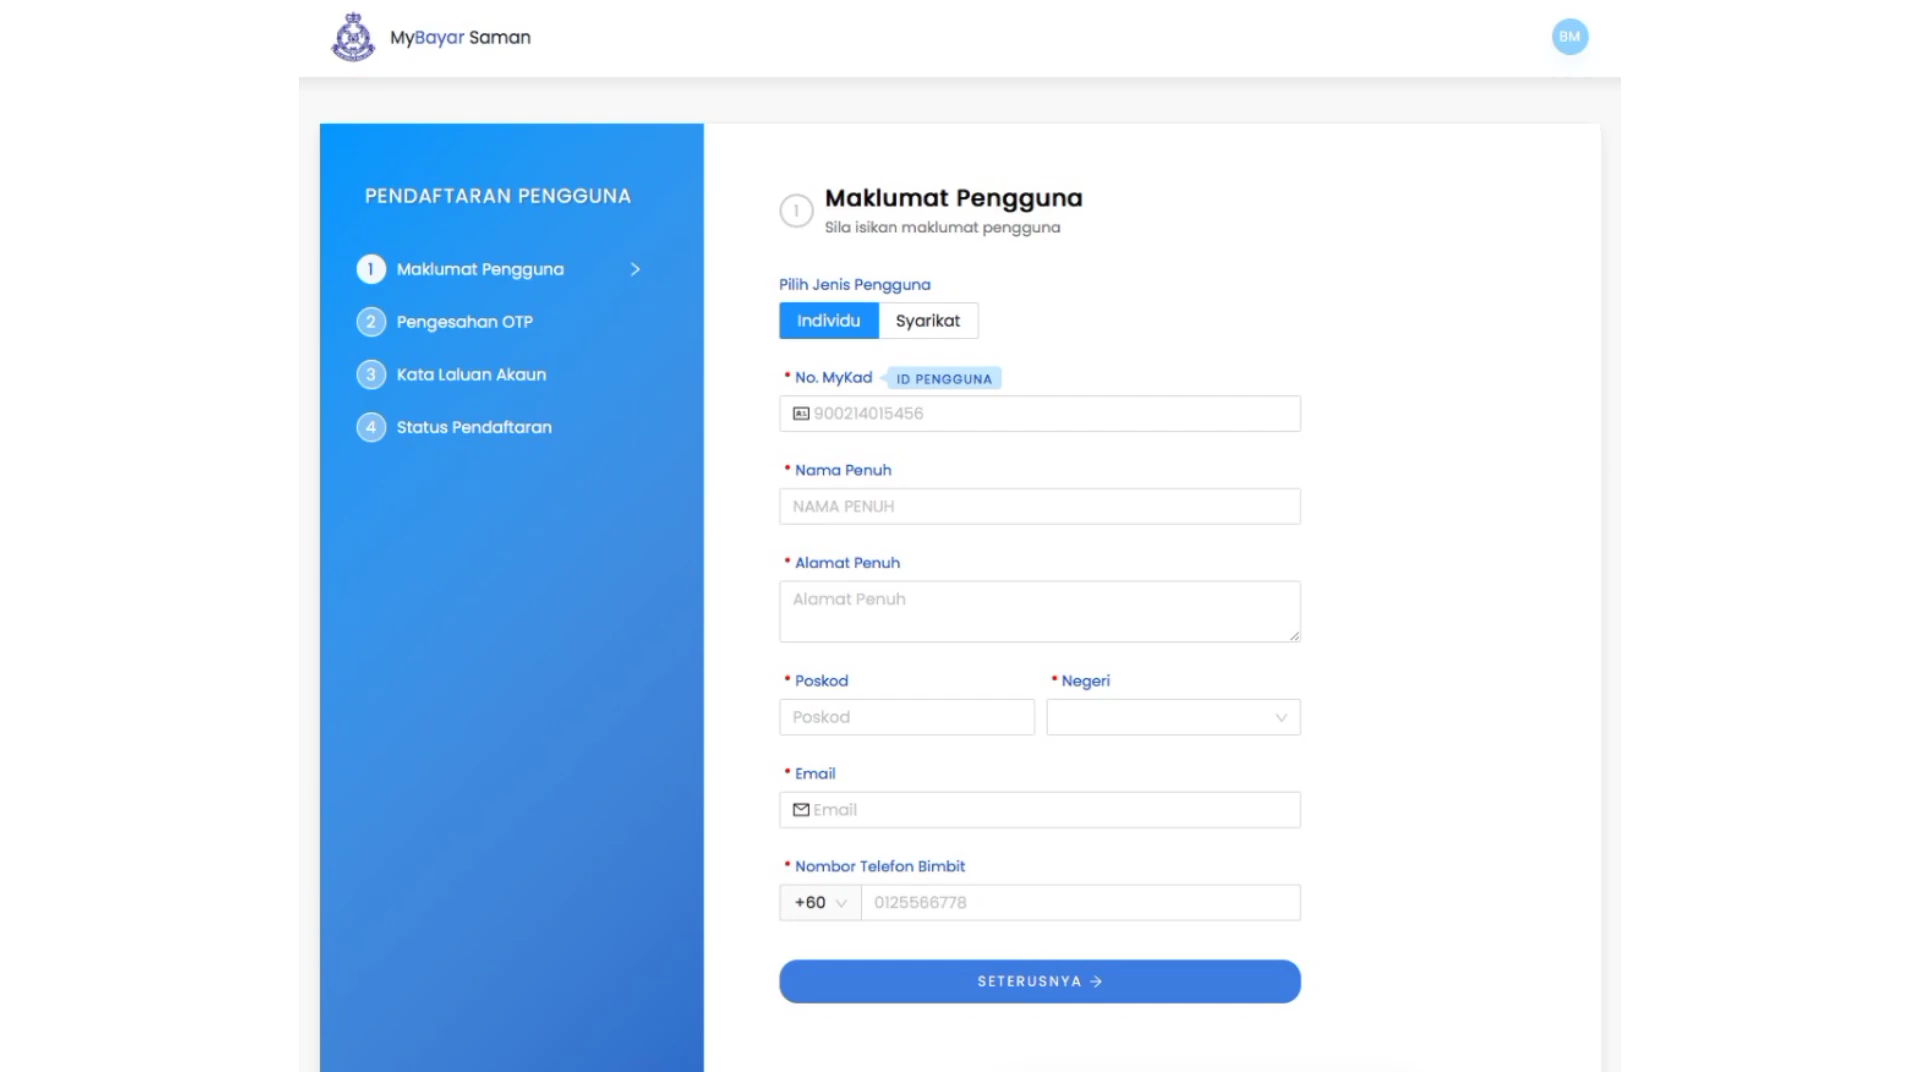 MyBayar Saman
BM
PENDAFTARAN PENGGUNA
1 Maklumat Pengguna
2 Pengesahan OTP
3 Kata Laluan Akaun
4 Status Pendaftaran
1 Maklumat Pengguna
Sila isikan maklumat pengguna
Pilih Jenis Pengguna
Individu Syarikat
* No. MyKad ID PENGGUNA
900214015456
* Nama Penuh
NAMA PENUH
* Alamat Penuh
Alamat Penuh
* Poskod * Negeri
Poskod
* Email
Email
* Nombor Telefon Bimbit
+60 0125566778
SETERUSNYA →